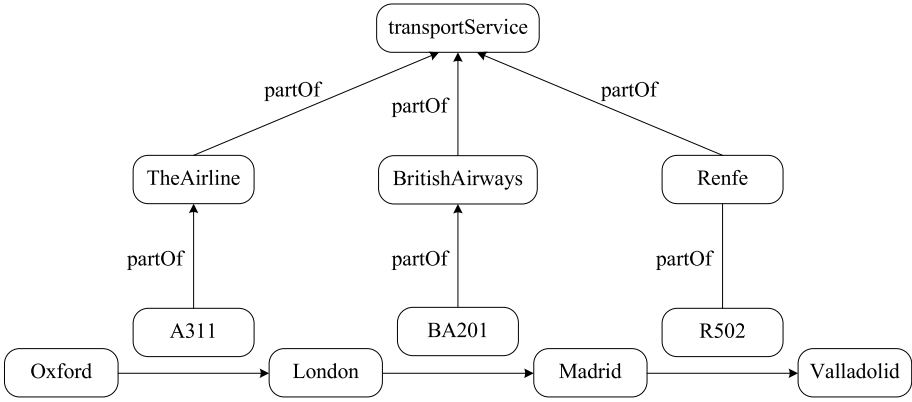 transportService
partOf
partOf
partOf
TheAirline
BritishAirways
Renfe
partOf
partOf
partOf
A311
BA201
R502
Oxford
London
Madrid
Valladolid